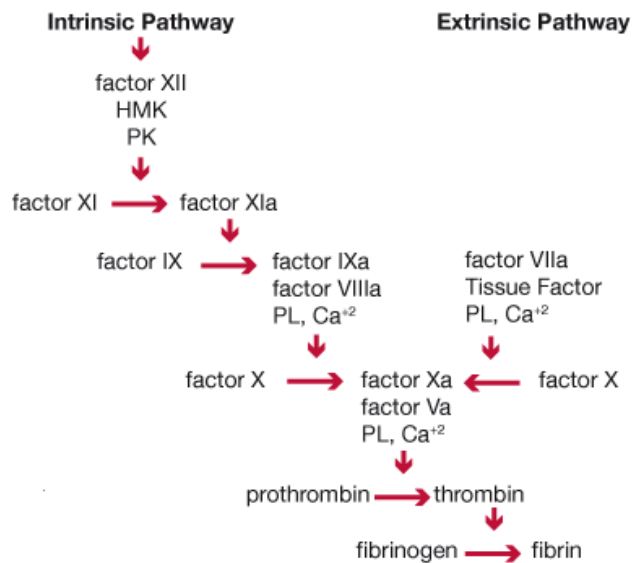 Intrinsic Pathway Extrinsic Pathway
factor XII
HMK
PK
factor XI factor XIa
factor IX factor IXa
factor VIIIa
PL, Ca+2
factor VIIa
Tissue Factor
PL, Ca+2
factor X factor Xa factor X
factor Va
PL, Ca+2
prothrombin thrombin
fibrinogen fibrin